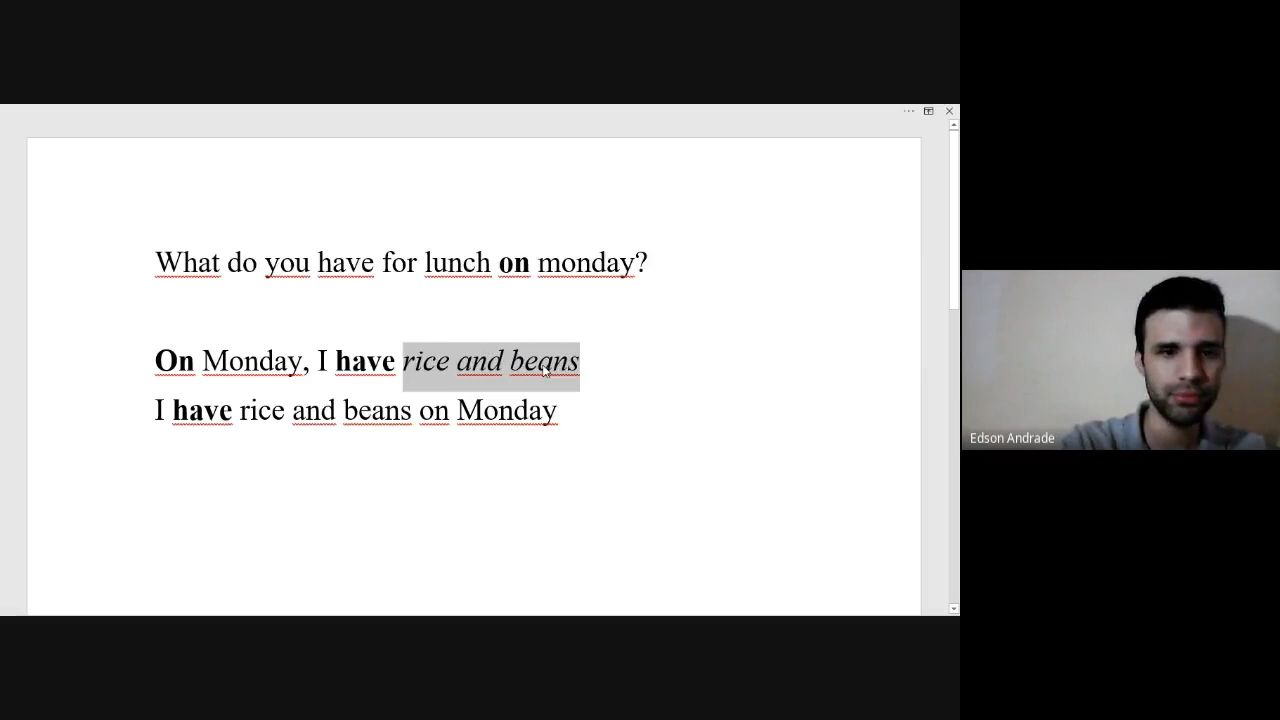 What do you have for lunch on monday?
On Monday, I have rice and beans
I have rice and beans on Monday
Edson Andrade